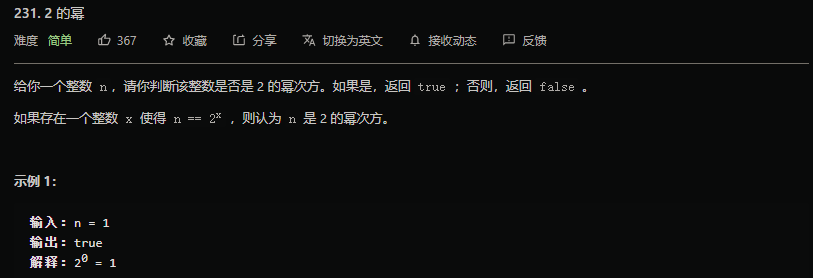 231. 2 的幂
难度 简单 367 收藏 分享 切换为英文 接收动态 反馈
给你一个整数 n，请你判断该整数是否是 2 的幂次方。如果是，返回 true ；否则，返回 false 。
如果存在一个整数 x 使得 n == 2ˣ ，则认为 n 是 2 的幂次方。
示例 1：
输入：n = 1
输出：true
解释：2⁰ = 1